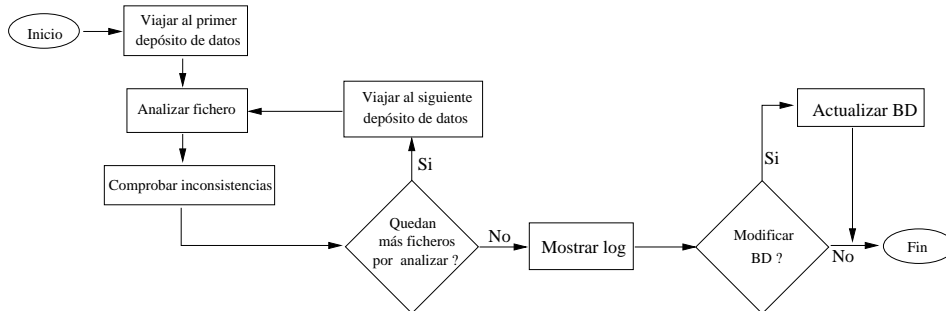 Inicio
Viajar al primer
depósito de datos
Analizar fichero
Viajar al siguiente
depósito de datos
Comprobar inconsistencias
Si
Quedan
más ficheros
por analizar ?
No
Mostrar log
Modificar
BD ?
Si
Actualizar BD
No
Fin